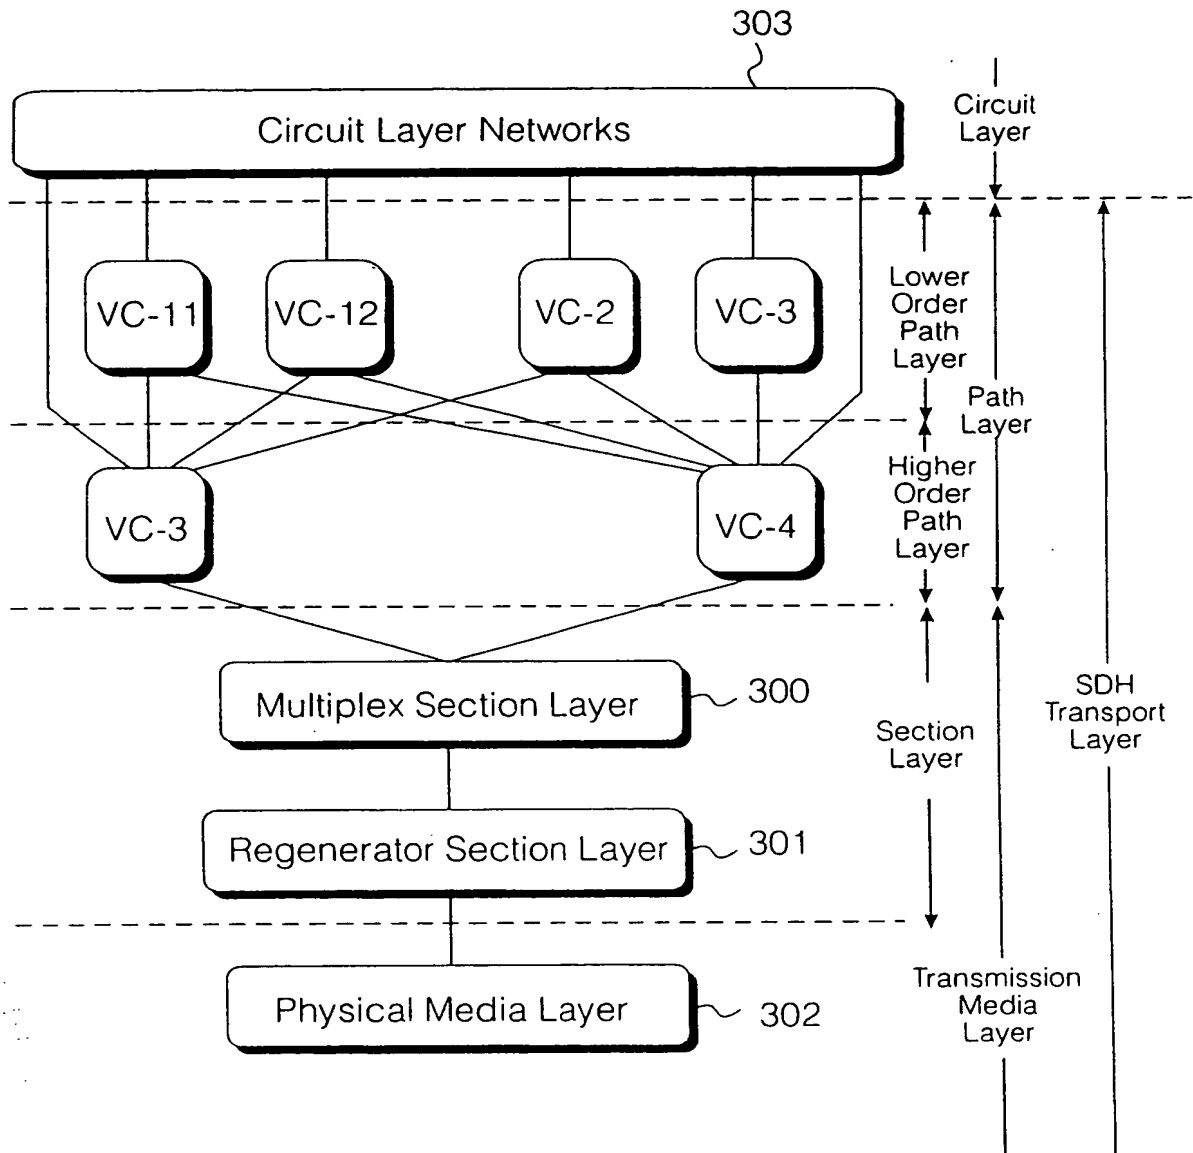 303
Circuit Layer Networks
Circuit
Layer
VC-11
VC-12
VC-2
VC-3
Lower
Order
Path
Layer
Path
Layer
VC-3
VC-4
Higher
Order
Path
Layer
Multiplex Section Layer
300
Section
Layer
SDH
Transport
Layer
Regenerator Section Layer
301
Physical Media Layer
302
Transmission
Media
Layer